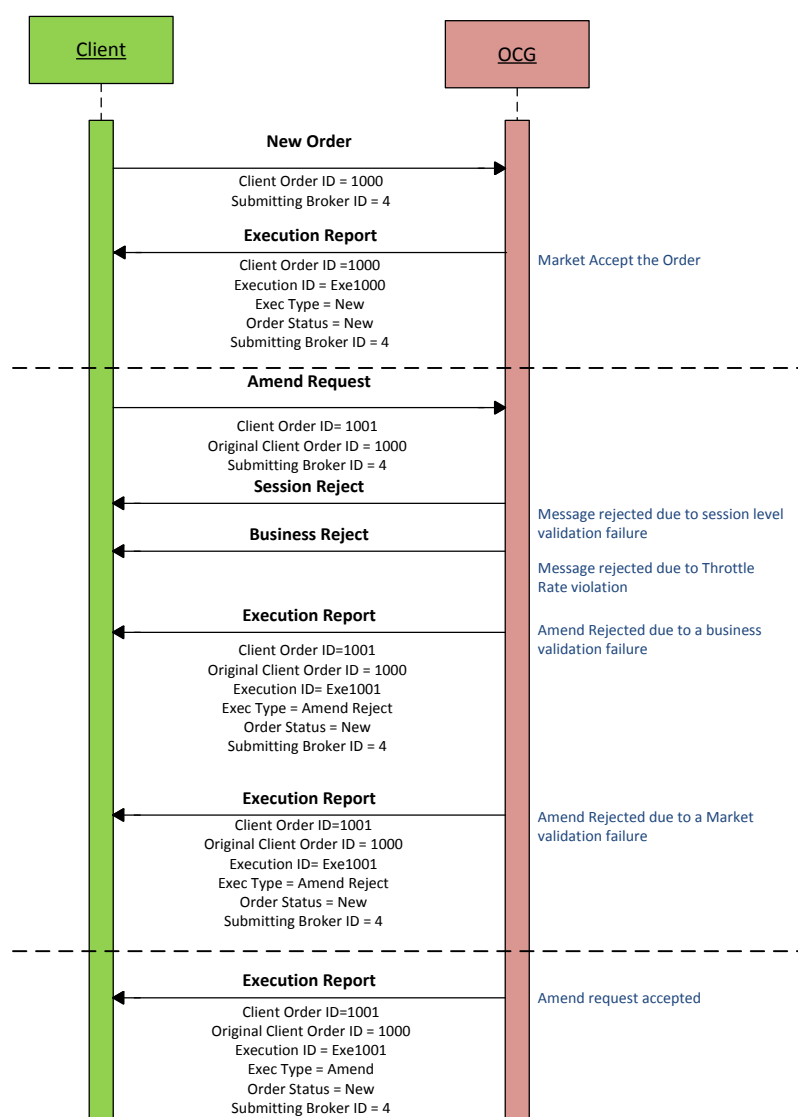 Client
OCG
New Order
Client Order ID = 1000
Submitting Broker ID = 4
Execution Report
Market Accept the Order
Client Order ID =1000
Execution ID = Exe1000
Exec Type = New
Order Status = New
Submitting Broker ID = 4
Amend Request
Client Order ID= 1001
Original Client Order ID = 1000
Submitting Broker ID = 4
Session Reject
Message rejected due to session level
validation failure
Business Reject
Message rejected due to Throttle
Rate violation
Execution Report
Amend Rejected due to a business
validation failure
Client Order ID=1001
Original Client Order ID = 1000
Execution ID= Exe1001
Exec Type = Amend Reject
Order Status = New
Submitting Broker ID = 4
Execution Report
Amend Rejected due to a Market
validation failure
Client Order ID=1001
Original Client Order ID = 1000
Execution ID= Exe1001
Exec Type = Amend Reject
Order Status = New
Submitting Broker ID = 4
Execution Report
Amend request accepted
Client Order ID=1001
Original Client Order ID = 1000
Execution ID = Exe1001
Exec Type = Amend
Order Status = New
Submitting Broker ID = 4